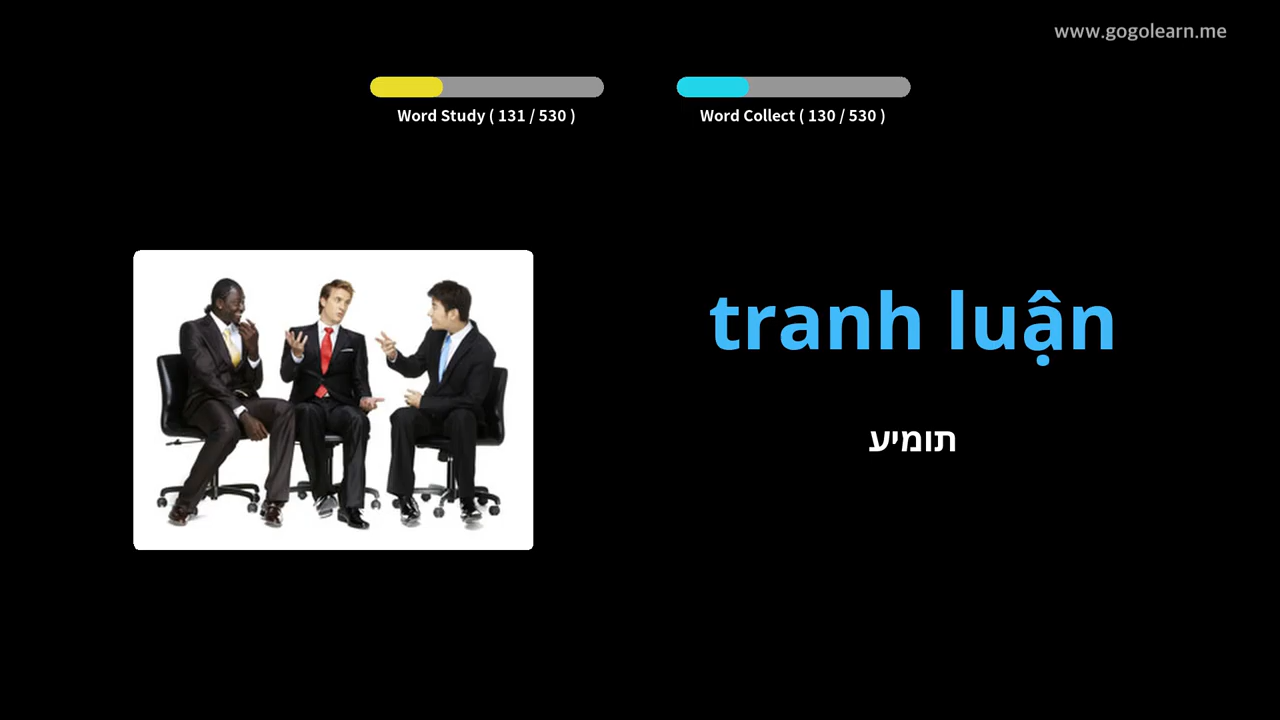 www.gogolearn.me
Word Study ( 131 / 530 )
Word Collect ( 130 / 530 )
tranh luận
תומיע